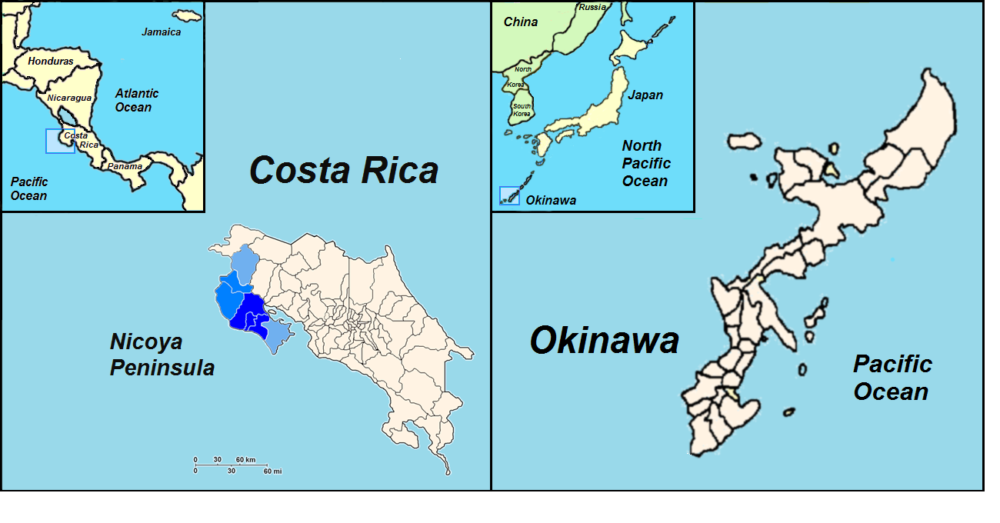 Jamaica
Honduras
Atlantic
Ocean
Nicaragua
Costa
Rica
Panama
Pacific
Ocean
Costa Rica
Nicoya
Peninsula
0 30 60 km
0 30 60 mi
Russia
China
North
Korea
South
Korea
Japan
North
Pacific
Ocean
Okinawa
Okinawa
Pacific
Ocean